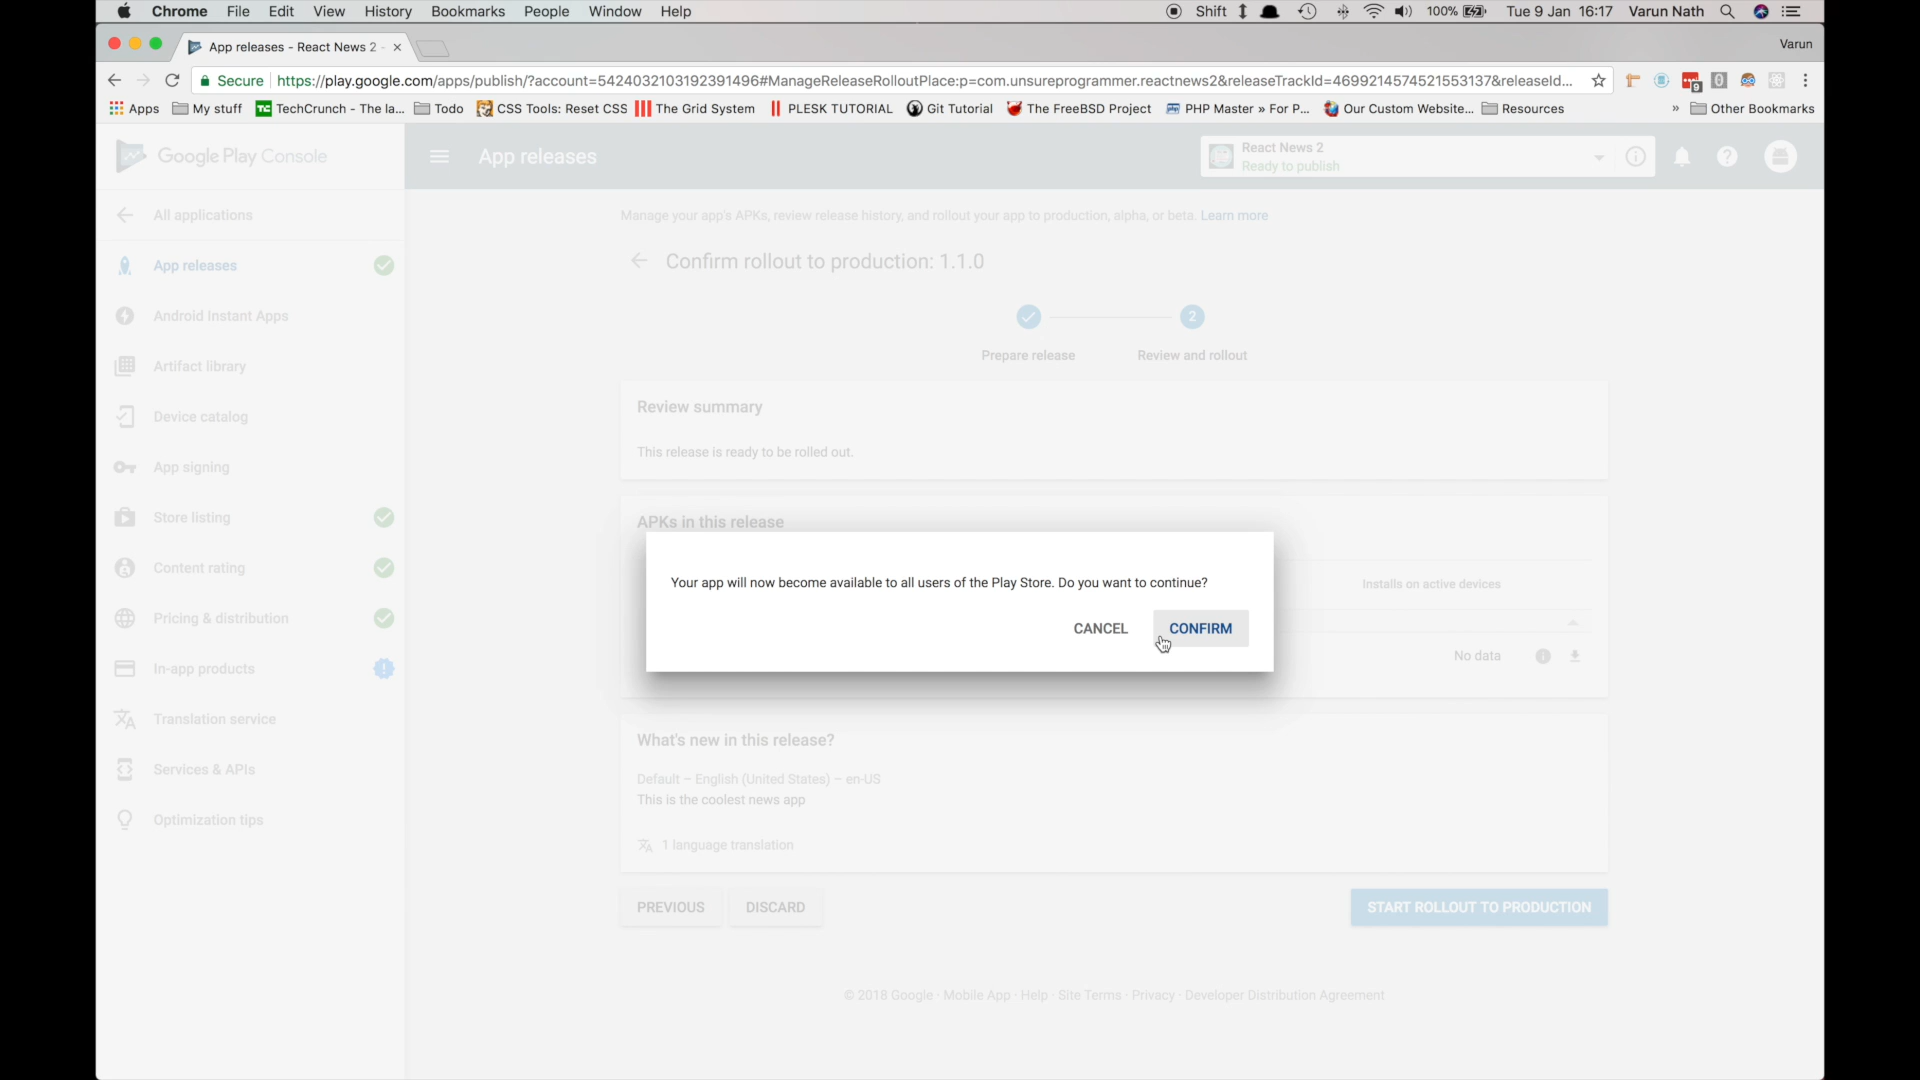 Chrome File Edit View History Bookmarks People Window Help Shift 100% Tue 9 Jan 16:17 Varun Nath
App releases - React News 2 - Varun
Secure https://play.google.com/apps/publish/?account=5424032103192391496#ManageReleaseRolloutPlace:p=com.unsureprogrammer.reactnews2&releaseTrackId=4699214574521553137&releaseId... 9 0
Apps My stuff TC TechCrunch - The la... Todo CSS Tools: Reset CSS The Grid System PLESK TUTORIAL Git Tutorial The FreeBSD Project PHP Master » For P... Our Custom Website... Resources » Other Bookmarks
Google Play Console
App releases
React News 2
Ready to publish
All applications
App releases
Android Instant Apps
Artifact library
Device catalog
App signing
Store listing
Content rating
Pricing & distribution
In-app products
Translation service
Services & APIs
Optimization tips
Manage your app's APKs, review release history, and rollout your app to production, alpha, or beta. Learn more
Confirm rollout to production: 1.1.0
2
Prepare release Review and rollout
Review summary
This release is ready to be rolled out.
APKs in this release
Your app will now become available to all users of the Play Store. Do you want to continue?
CANCEL CONFIRM
Installs on active devices
No data
What's new in this release?
Default – English (United States) – en-US
This is the coolest news app
1 language translation
PREVIOUS DISCARD START ROLLOUT TO PRODUCTION
© 2018 Google · Mobile App · Help · Site Terms · Privacy · Developer Distribution Agreement